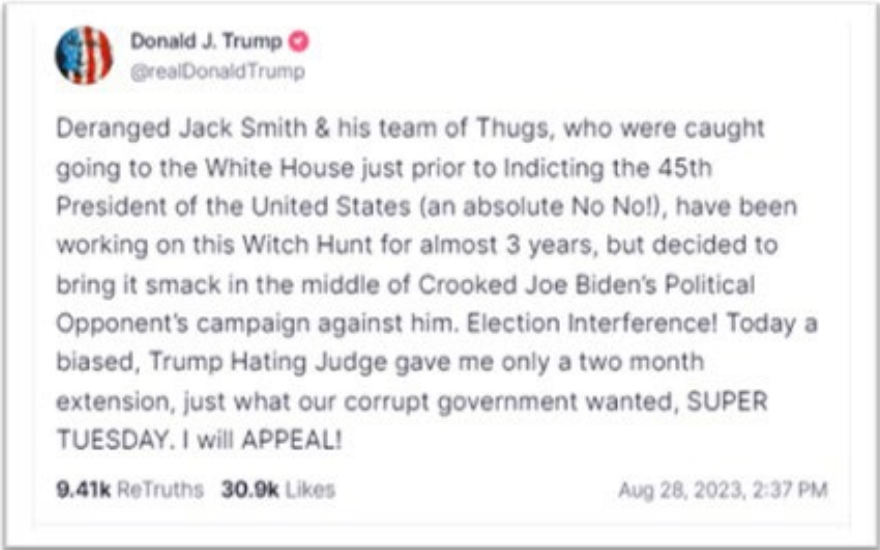 Donald J. Trump
@realDonaldTrump
Deranged Jack Smith & his team of Thugs, who were caught
going to the White House just prior to Indicting the 45th
President of the United States (an absolute No No!), have been
working on this Witch Hunt for almost 3 years, but decided to
bring it smack in the middle of Crooked Joe Biden's Political
Opponent's campaign against him. Election Interference! Today a
biased, Trump Hating Judge gave me only a two month
extension, just what our corrupt government wanted, SUPER
TUESDAY. I will APPEAL!
9.41k ReTruths 30.9k Likes Aug 28, 2023, 2:37 PM